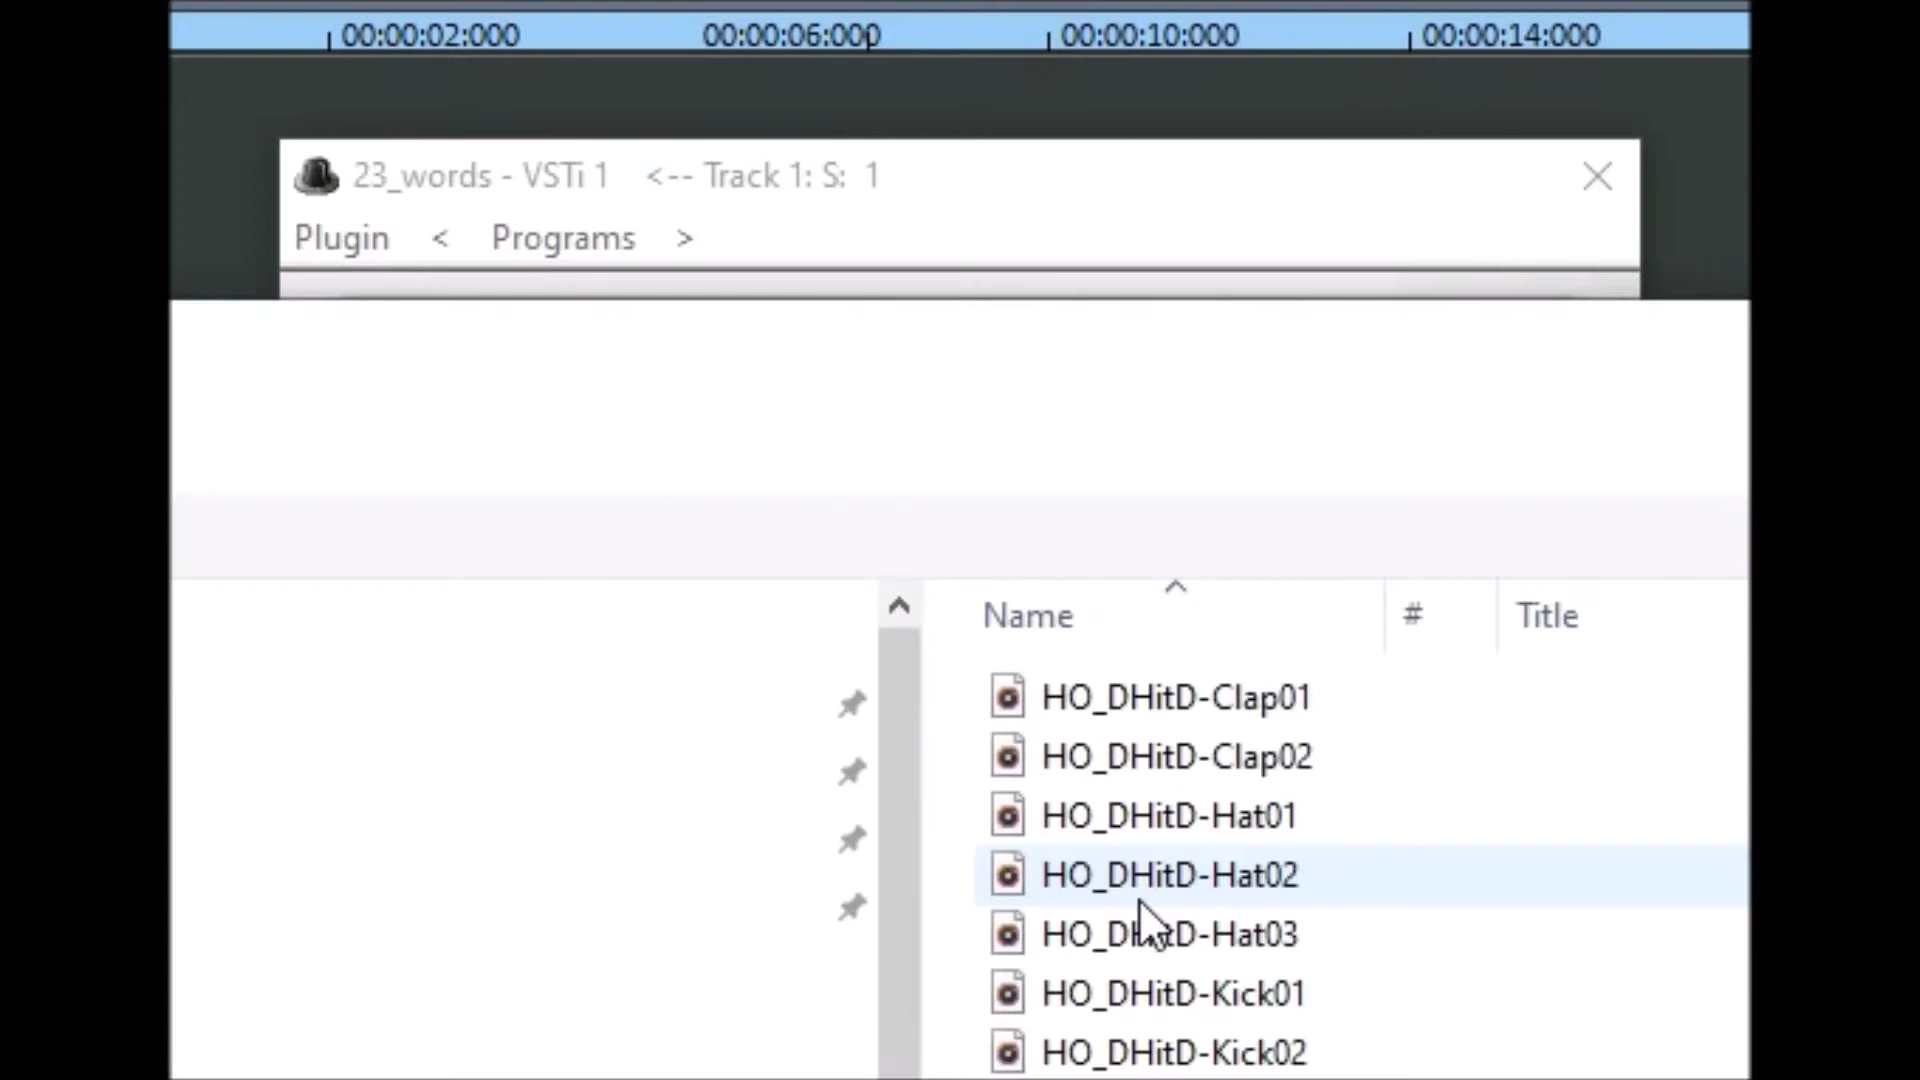 00:00:02:000 00:00:06:000 00:00:10:000 00:00:14:000
23_words - VSTi 1 <-- Track 1: S: 1
Plugin < Programs >
Name # Title
HO_DHitD-Clap01
HO_DHitD-Clap02
HO_DHitD-Hat01
HO_DHitD-Hat02
HO_DHitD-Hat03
HO_DHitD-Kick01
HO_DHitD-Kick02